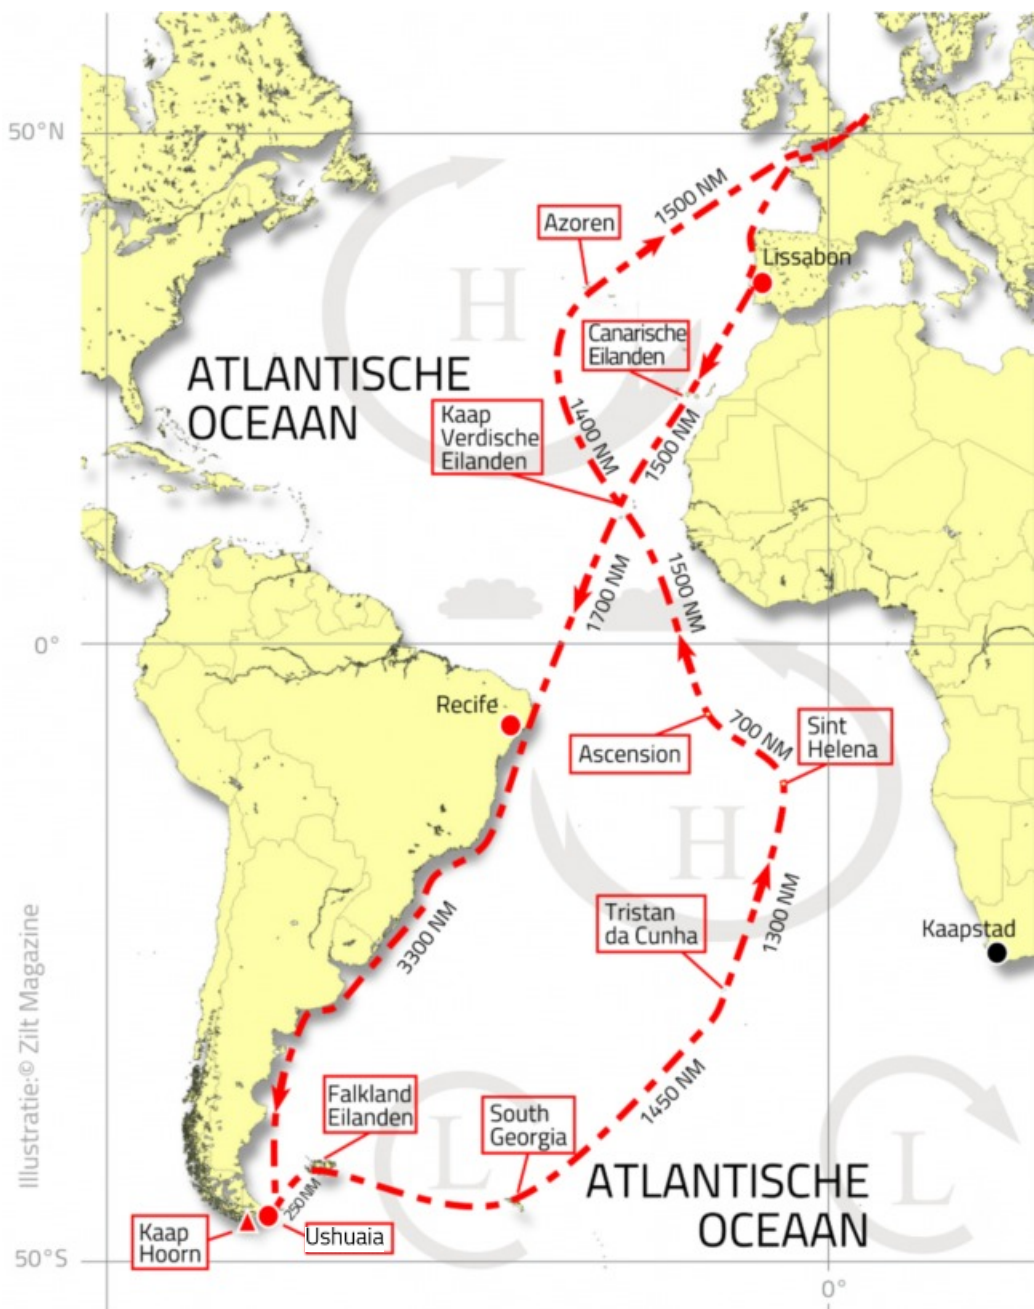 50°N
1500 NM
Azoren
Lissabon
Canarische
Eilanden
H
ATLANTISCHE
OCEAAN
Kaap
Verdische
Eilanden
1400 NM
1500 NM
1700 NM
1500 NM
0°
Recife
Ascension
700 NM
Sint
Helena
H
Tristan
da Cunha
1300 NM
Kaapstad
3300 NM
Illustratie:© Zilt Magazine
Falkland
Eilanden
South
Georgia
1450 NM
L
L
ATLANTISCHE
OCEAAN
250 NM
Kaap
Hoorn
Ushuaia
50°S
0°